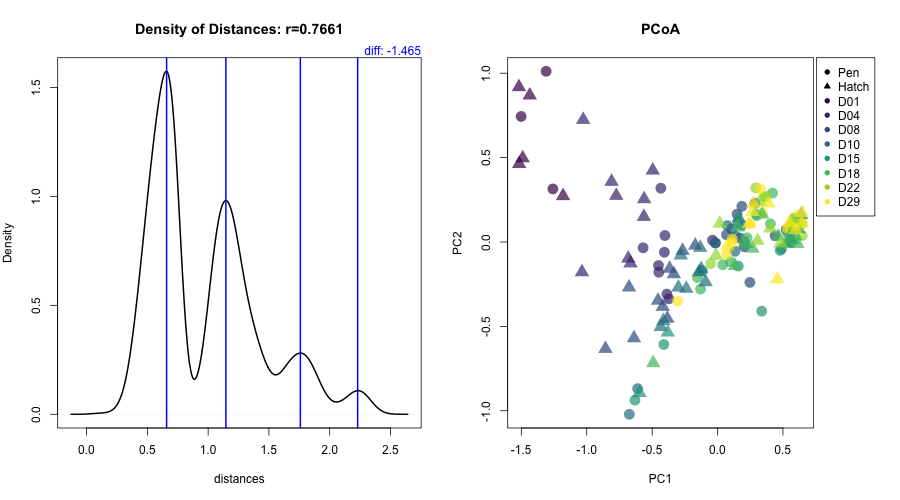 Density of Distances: r=0.7661
diff: -1.465
Density
0.0
0.5
1.0
1.5
0.0
0.5
1.0
1.5
2.0
2.5
distances
PCoA
PC2
1.0
0.5
0.0
-0.5
-1.0
-1.5
-1.0
-0.5
0.0
0.5
PC1
Pen
Hatch
D01
D04
D08
D10
D15
D18
D22
D29